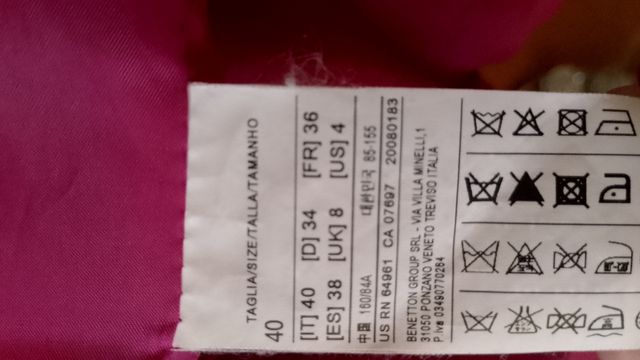 TAGLIA/SIZE/TALLA/TAMANHO
40
[IT] 40 [D] 34 [FR] 36
[ES] 38 [UK] 8 [US] 4
中国 160/84A 대한민국 85-155
US RN 64961 CA 07697 20080183
BENETTON GROUP SRL - VIA VILLA MINELLI,1
31050 PONZANO VENETO TREVISO ITALIA
P.iva 03490770264